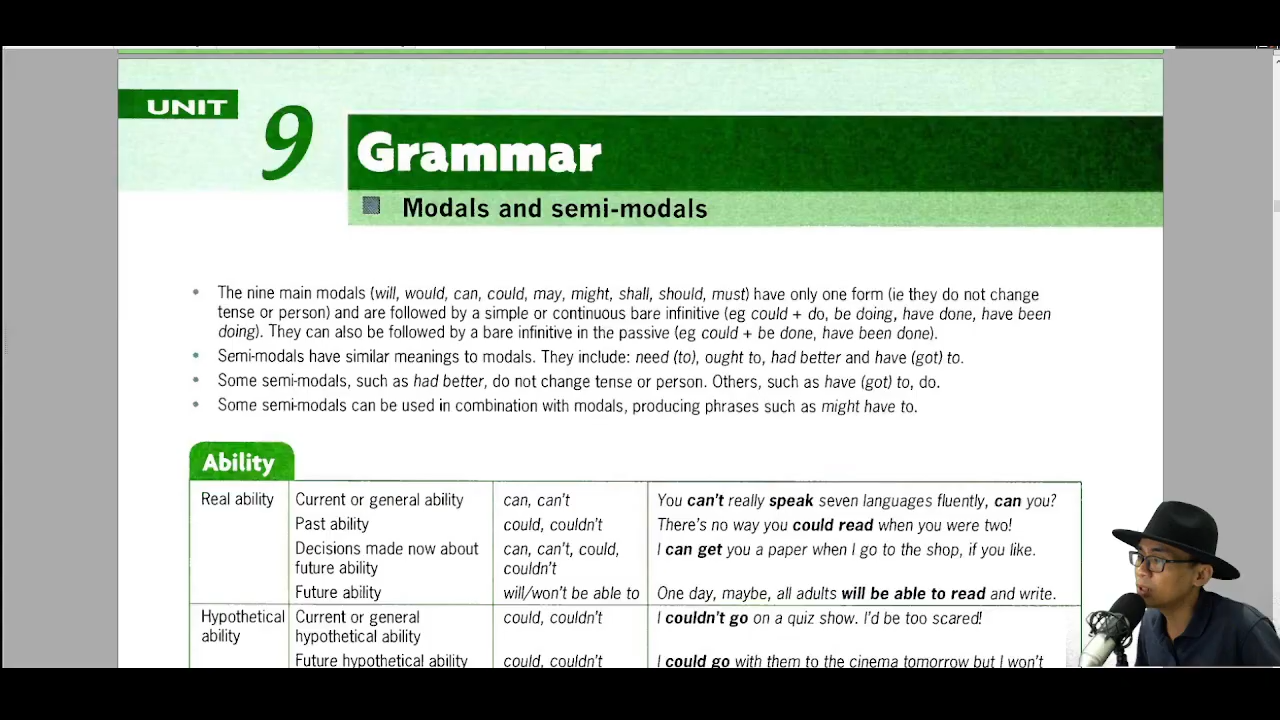 UNIT
9
Grammar
Modals and semi-modals
• The nine main modals (will, would, can, could, may, might, shall, should, must) have only one form (ie they do not change
tense or person) and are followed by a simple or continuous bare infinitive (eg could + do, be doing, have done, have been
doing). They can also be followed by a bare infinitive in the passive (eg could + be done, have been done).
• Semi-modals have similar meanings to modals. They include: need (to), ought to, had better and have (got) to.
• Some semi-modals, such as had better, do not change tense or person. Others, such as have (got) to, do.
• Some semi-modals can be used in combination with modals, producing phrases such as might have to.
Ability
Real ability Current or general ability can, can't You can't really speak seven languages fluently, can you?
Past ability could, couldn't There's no way you could read when you were two!
Decisions made now about can, can't, could, I can get you a paper when I go to the shop, if you like.
future ability couldn't
Future ability will/won't be able to One day, maybe, all adults will be able to read and write.
Hypothetical Current or general could, couldn't I couldn't go on a quiz show. I'd be too scared!
ability hypothetical ability
Future hypothetical ability could, couldn't I could go with them to the cinema tomorrow but I won't